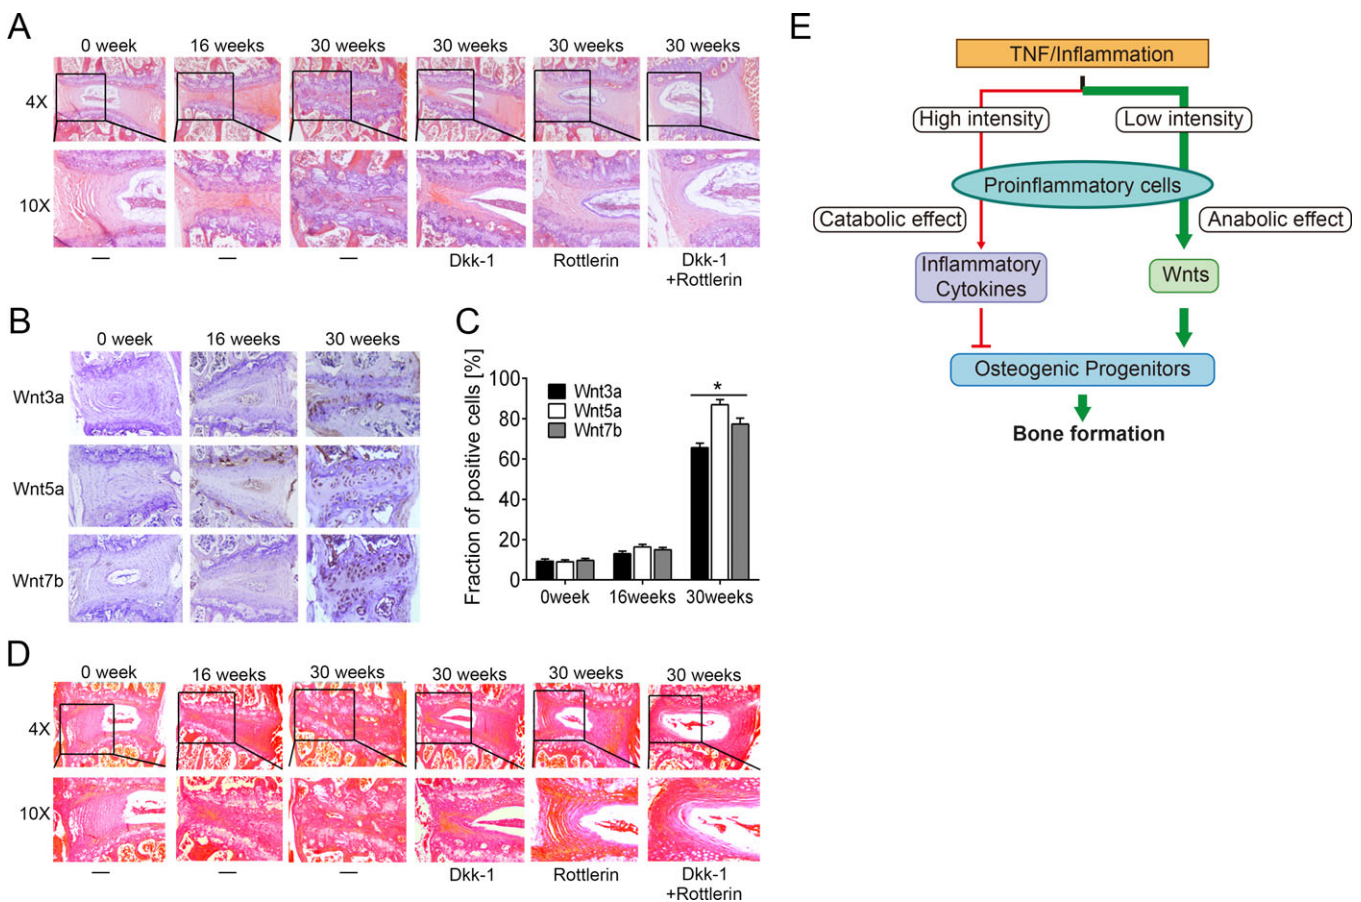 A
0 week 16 weeks 30 weeks 30 weeks 30 weeks 30 weeks
4X
10X
— — — Dkk-1 Rottlerin Dkk-1
+Rottlerin
B
0 week 16 weeks 30 weeks
Wnt3a
Wnt5a
Wnt7b
C
Fraction of positive cells [%]
100
80
60
40
20
0
Wnt3a
Wnt5a
Wnt7b
*
0week 16weeks 30weeks
D
0 week 16 weeks 30 weeks 30 weeks 30 weeks 30 weeks
4X
10X
— — — Dkk-1 Rottlerin Dkk-1
+Rottlerin
E
TNF/Inflammation
High intensity Low intensity
Proinflammatory cells
Catabolic effect Anabolic effect
Inflammatory
Cytokines
Wnts
Osteogenic Progenitors
Bone formation